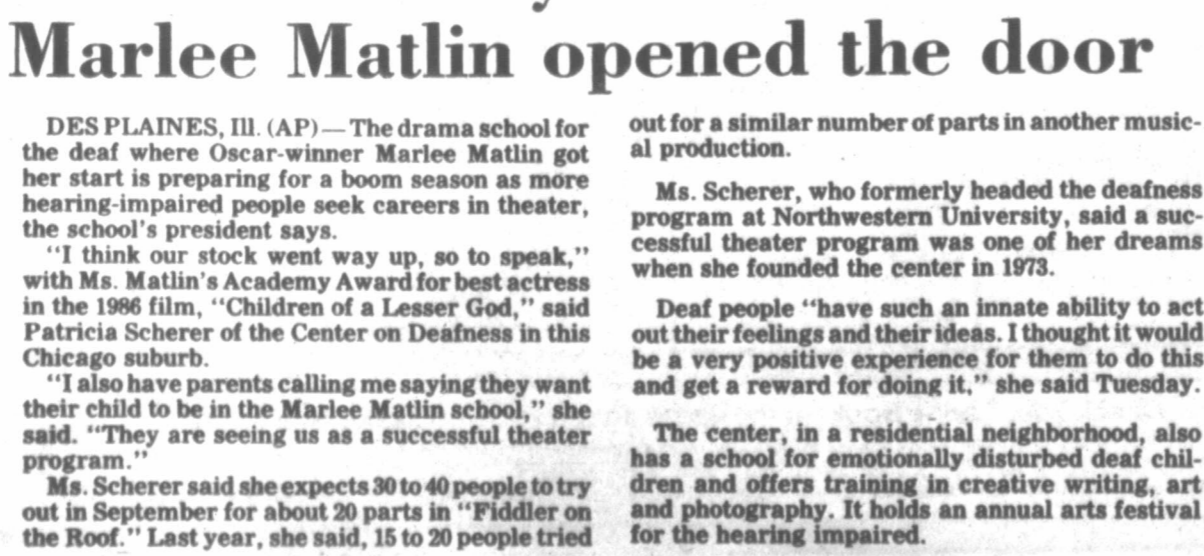 Marlee Matlin opened the door
DES PLAINES, Ill. (AP) — The drama school for
the deaf where Oscar-winner Marlee Matlin got
her start is preparing for a boom season as more
hearing-impaired people seek careers in theater,
the school's president says.
"I think our stock went way up, so to speak,"
with Ms. Matlin's Academy Award for best actress
in the 1986 film, "Children of a Lesser God," said
Patricia Scherer of the Center on Deafness in this
Chicago suburb.
"I also have parents calling me saying they want
their child to be in the Marlee Matlin school," she
said. "They are seeing us as a successful theater
program."
Ms. Scherer said she expects 30 to 40 people to try
out in September for about 20 parts in "Fiddler on
the Roof." Last year, she said, 15 to 20 people tried
out for a similar number of parts in another music-
al production.
Ms. Scherer, who formerly headed the deafness
program at Northwestern University, said a suc-
cessful theater program was one of her dreams
when she founded the center in 1973.
Deaf people "have such an innate ability to act
out their feelings and their ideas. I thought it would
be a very positive experience for them to do this
and get a reward for doing it," she said Tuesday.
The center, in a residential neighborhood, also
has a school for emotionally disturbed deaf chil-
dren and offers training in creative writing, art
and photography. It holds an annual arts festival
for the hearing impaired.